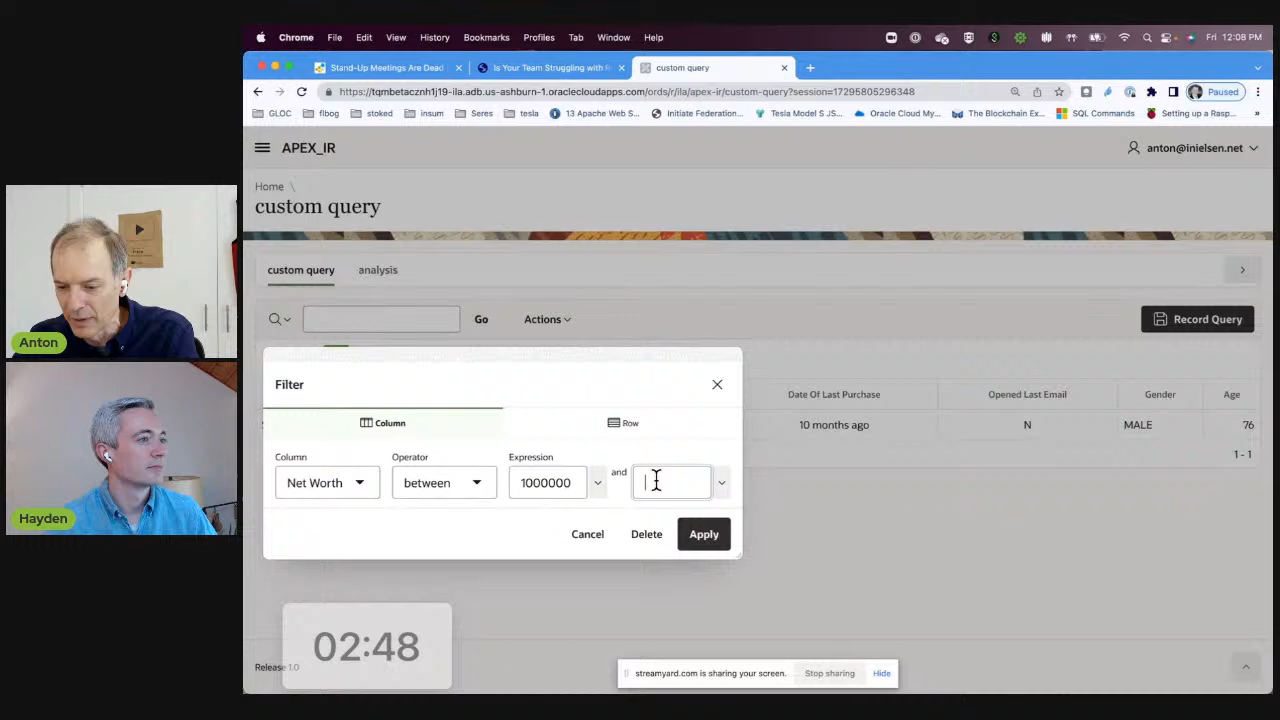 Chrome File Edit View History Bookmarks Profiles Tab Window Help Fri 12:08 PM
Stand-Up Meetings Are Dead Is Your Team Struggling with custom query
https://tqmbetacznh1j19-ila.adb.us-ashburn-1.oraclecloudapps.com/ords/r/ila/apex-ir/custom-query?session=17295805296348 Paused
GLOC flbog stoked insum Seres tesla 13 Apache Web S... Initiate Federation... Tesla Model S JS... Oracle Cloud My... The Blockchain Ex... SQL Commands Setting up a Rasp... »
APEX_IR anton@inielsen.net
Home \
custom query
custom query analysis
Go Actions Record Query
Filter
Column Row
Column Operator Expression
Net Worth between 1000000 and
Cancel Delete Apply
Date Of Last Purchase Opened Last Email Gender Age
10 months ago N MALE 76
1 - 1
Anton
Hayden
02:48
Release 1.0
streamyard.com is sharing your screen. Stop sharing Hide